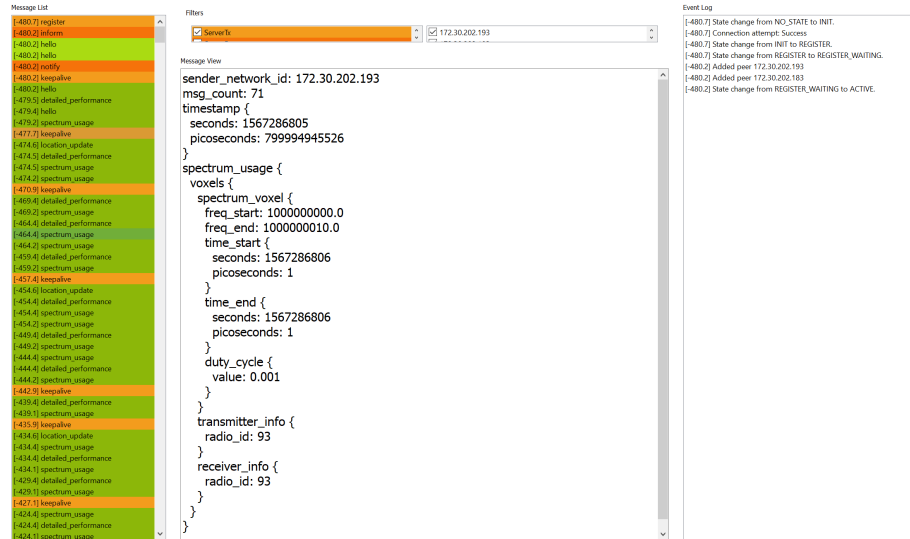 Message List
[-480.7] register
[-480.2] inform
[-480.2] hello
[-480.2] hello
[-480.2] notify
[-480.2] keepalive
[-480.2] hello
[-479.5] detailed_performance
[-479.4] hello
[-479.2] spectrum_usage
[-477.7] keepalive
[-474.6] location_update
[-474.5] detailed_performance
[-474.5] spectrum_usage
[-474.2] spectrum_usage
[-470.9] keepalive
[-469.4] detailed_performance
[-469.2] spectrum_usage
[-464.4] detailed_performance
[-464.4] spectrum_usage
[-464.2] spectrum_usage
[-459.4] detailed_performance
[-459.2] spectrum_usage
[-457.4] keepalive
[-454.6] location_update
[-454.4] detailed_performance
[-454.4] spectrum_usage
[-454.2] spectrum_usage
[-449.4] detailed_performance
[-449.2] spectrum_usage
[-444.4] spectrum_usage
[-444.4] detailed_performance
[-444.2] spectrum_usage
[-442.9] keepalive
[-439.4] detailed_performance
[-439.1] spectrum_usage
[-435.9] keepalive
[-434.6] location_update
[-434.4] spectrum_usage
[-434.4] detailed_performance
[-434.1] spectrum_usage
[-429.4] detailed_performance
[-429.1] spectrum_usage
[-427.1] keepalive
[-424.4] spectrum_usage
[-424.4] detailed_performance
[-424.1] spectrum_usage
Filters
ServerTx
172.30.202.193
Message View
sender_network_id: 172.30.202.193
msg_count: 71
timestamp {
seconds: 1567286805
picoseconds: 799994945526
}
spectrum_usage {
voxels {
spectrum_voxel {
freq_start: 1000000000.0
freq_end: 1000000010.0
time_start {
seconds: 1567286806
picoseconds: 1
}
time_end {
seconds: 1567286806
picoseconds: 1
}
duty_cycle {
value: 0.001
}
}
transmitter_info {
radio_id: 93
}
receiver_info {
radio_id: 93
}
}
}
Event Log
[-480.7] State change from NO_STATE to INIT.
[-480.7] Connection attempt: Success
[-480.7] State change from INIT to REGISTER.
[-480.7] State change from REGISTER to REGISTER_WAITING.
[-480.2] Added peer 172.30.202.193
[-480.2] Added peer 172.30.202.183
[-480.2] State change from REGISTER_WAITING to ACTIVE.